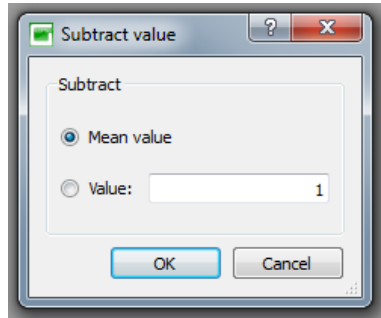 Subtract value
?
X
Subtract
Mean value
Value: 1
OK Cancel